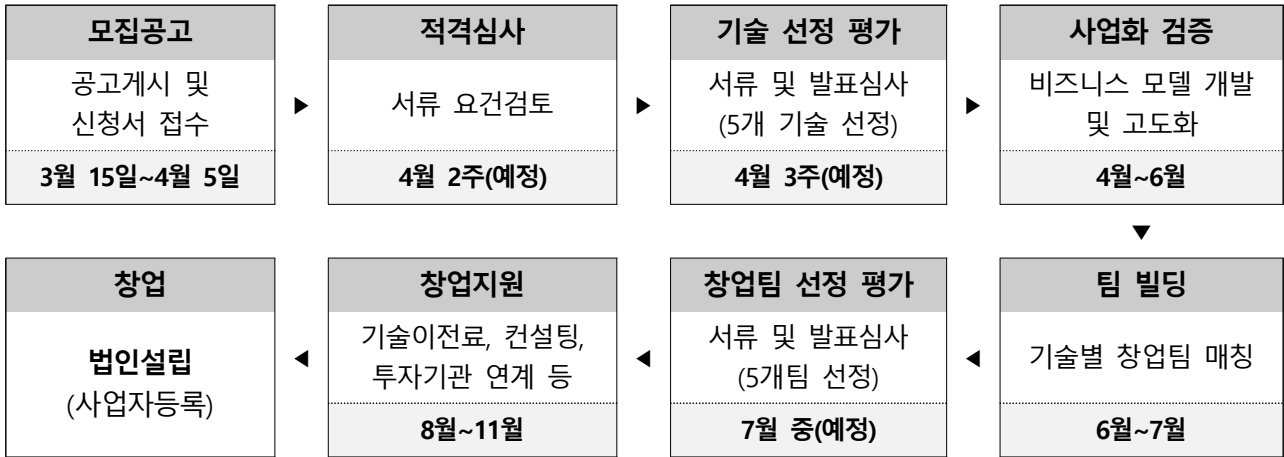 모집공고
공고게시 및
신청서 접수
3월 15일~4월 5일
▶
적격심사
서류 요건검토
4월 2주(예정)
▶
기술 선정 평가
서류 및 발표심사
(5개 기술 선정)
4월 3주(예정)
▶
사업화 검증
비즈니스 모델 개발
및 고도화
4월~6월
▼
팀 빌딩
기술별 창업팀 매칭
6월~7월
◀
창업팀 선정 평가
서류 및 발표심사
(5개팀 선정)
7월 중(예정)
◀
창업지원
기술이전료, 컨설팅,
투자기관 연계 등
8월~11월
◀
창업
법인설립
(사업자등록)